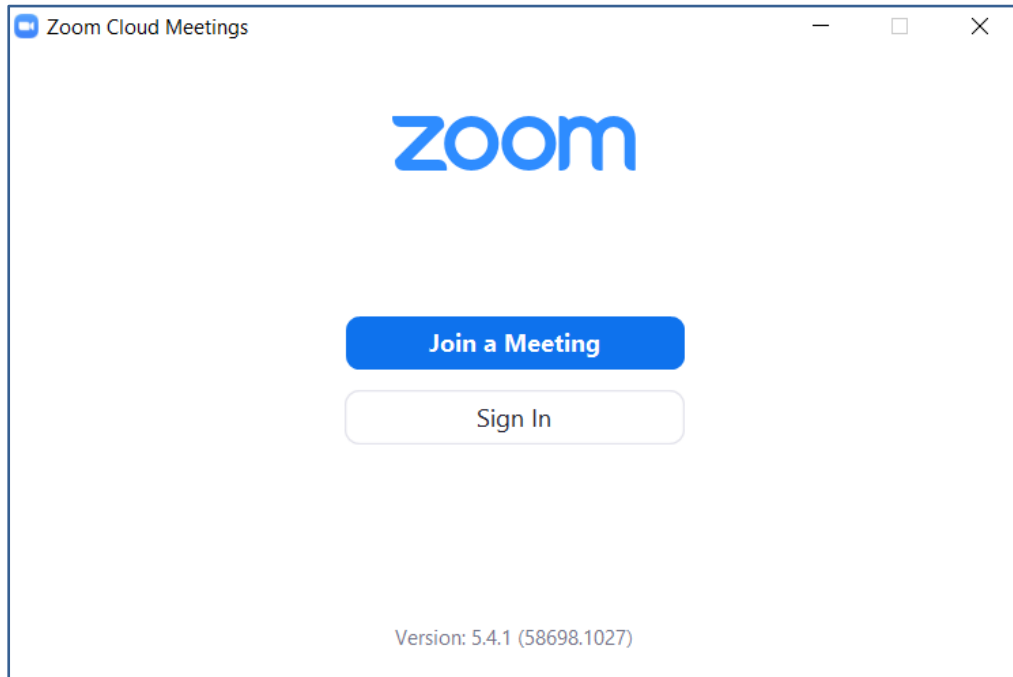 Zoom Cloud Meetings
zoom
Join a Meeting
Sign In
Version: 5.4.1 (58698.1027)